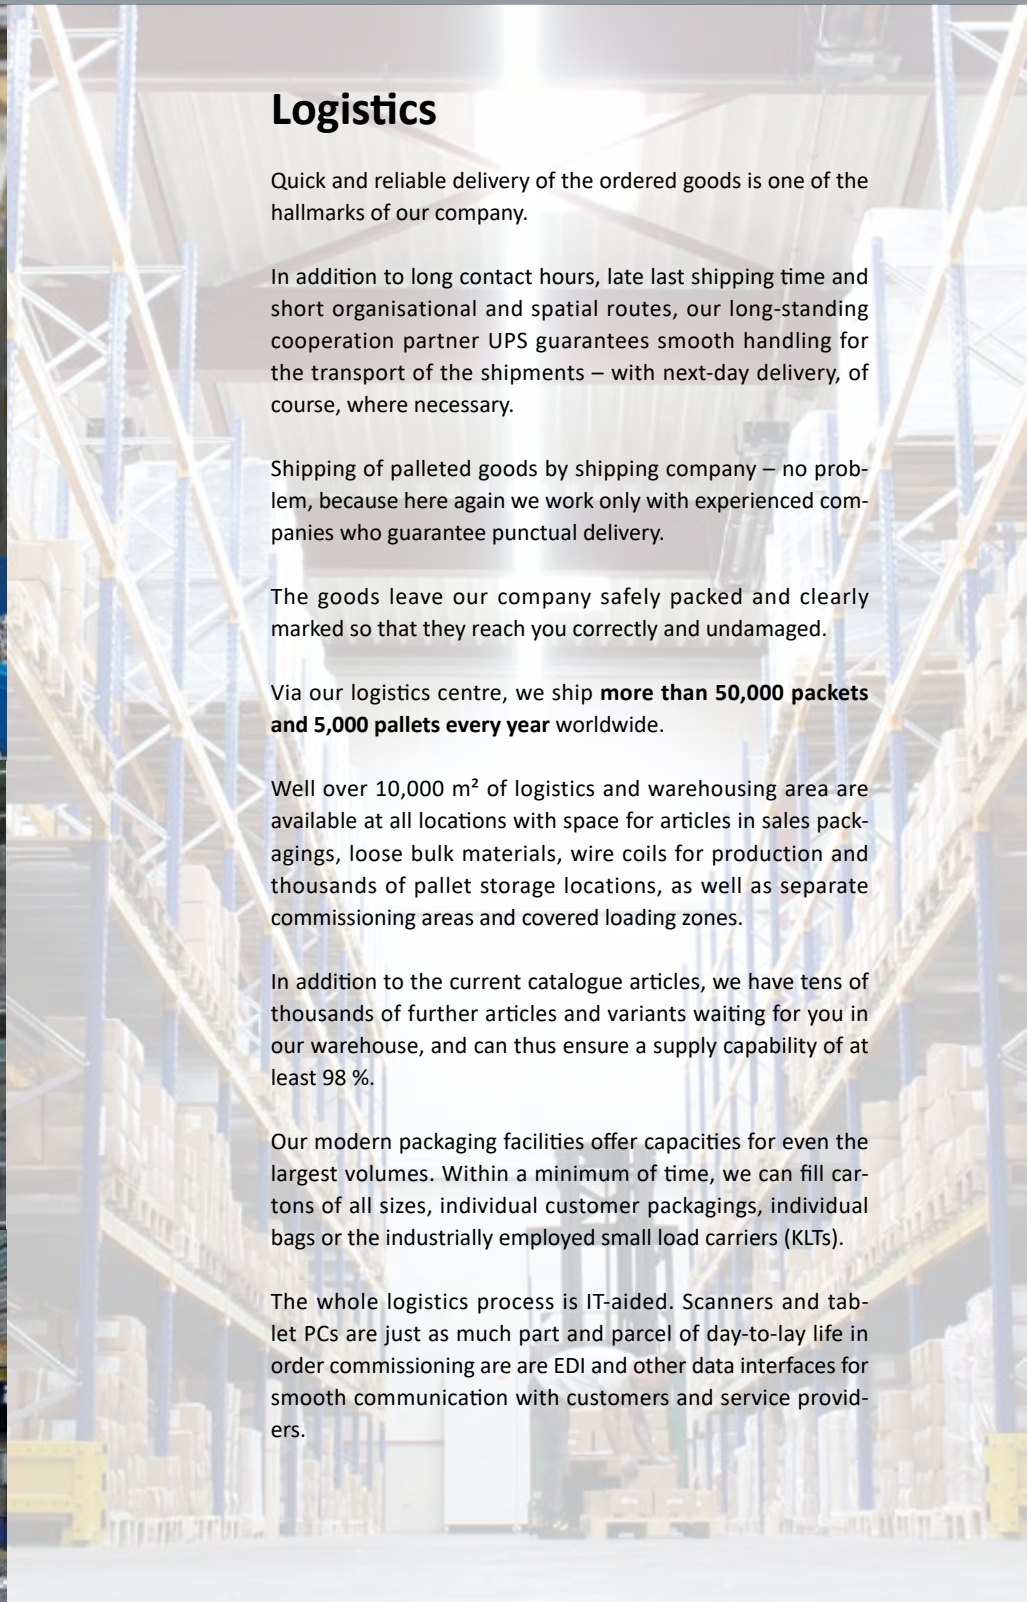 Logistics
Quick and reliable delivery of the ordered goods is one of the
hallmarks of our company.
In addition to long contact hours, late last shipping time and
short organisational and spatial routes, our long-standing
cooperation partner UPS guarantees smooth handling for
the transport of the shipments – with next-day delivery, of
course, where necessary.
Shipping of palleted goods by shipping company – no prob-
lem, because here again we work only with experienced com-
panies who guarantee punctual delivery.
The goods leave our company safely packed and clearly
marked so that they reach you correctly and undamaged.
Via our logistics centre, we ship more than 50,000 packets
and 5,000 pallets every year worldwide.
Well over 10,000 m² of logistics and warehousing area are
available at all locations with space for articles in sales pack-
agings, loose bulk materials, wire coils for production and
thousands of pallet storage locations, as well as separate
commissioning areas and covered loading zones.
In addition to the current catalogue articles, we have tens of
thousands of further articles and variants waiting for you in
our warehouse, and can thus ensure a supply capability of at
least 98 %.
Our modern packaging facilities offer capacities for even the
largest volumes. Within a minimum of time, we can fill car-
tons of all sizes, individual customer packagings, individual
bags or the industrially employed small load carriers (KLTs).
The whole logistics process is IT-aided. Scanners and tab-
let PCs are just as much part and parcel of day-to-lay life in
order commissioning are are EDI and other data interfaces for
smooth communication with customers and service provid-
ers.